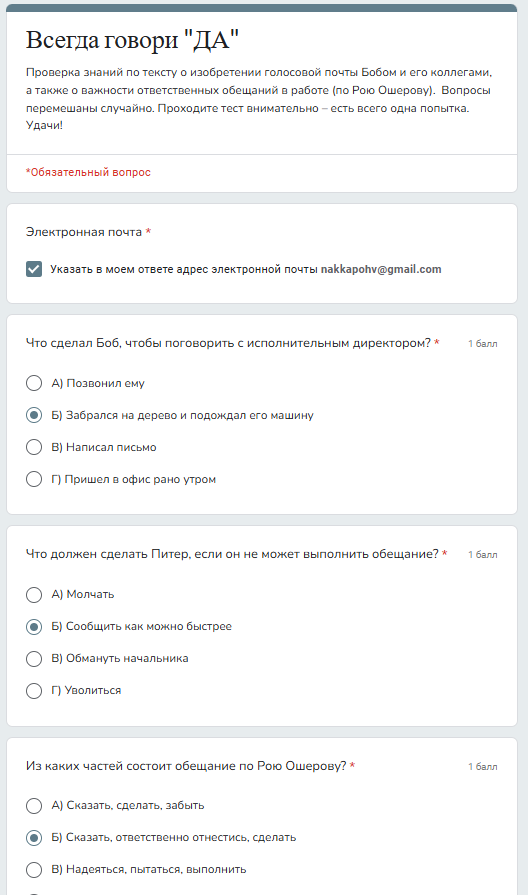 Всегда говори "ДА"
Проверка знаний по тексту о изобретении голосовой почты Бобом и его коллегами,
а также о важности ответственных обещаний в работе (по Рою Ошерову). Вопросы
перемешаны случайно. Проходите тест внимательно – есть всего одна попытка.
Удачи!
*Обязательный вопрос
Электронная почта *
Указать в моем ответе адрес электронной почты nakkapohv@gmail.com
Что сделал Боб, чтобы поговорить с исполнительным директором? * 1 балл
А) Позвонил ему
Б) Забрался на дерево и подождал его машину
В) Написал письмо
Г) Пришел в офис рано утром
Что должен сделать Питер, если он не может выполнить обещание? * 1 балл
А) Молчать
Б) Сообщить как можно быстрее
В) Обмануть начальника
Г) Уволиться
Из каких частей состоит обещание по Рою Ошерову? * 1 балл
А) Сказать, сделать, забыть
Б) Сказать, ответственно отнестись, сделать
В) Надеяться, пытаться, выполнить